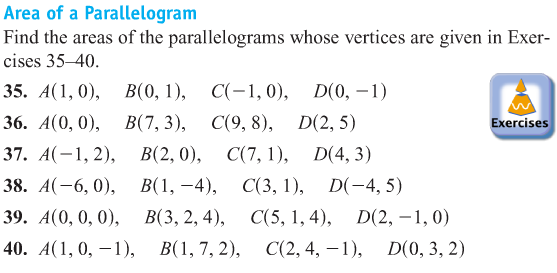 Area of a Parallelogram
Find the areas of the parallelograms whose vertices are given in Exer-
cises 35–40.
35. A(1, 0), B(0, 1), C(−1, 0), D(0, −1)
36. A(0, 0), B(7, 3), C(9, 8), D(2, 5)
37. A(−1, 2), B(2, 0), C(7, 1), D(4, 3)
38. A(−6, 0), B(1, −4), C(3, 1), D(−4, 5)
39. A(0, 0, 0), B(3, 2, 4), C(5, 1, 4), D(2, −1, 0)
40. A(1, 0, −1), B(1, 7, 2), C(2, 4, −1), D(0, 3, 2)
Exercises